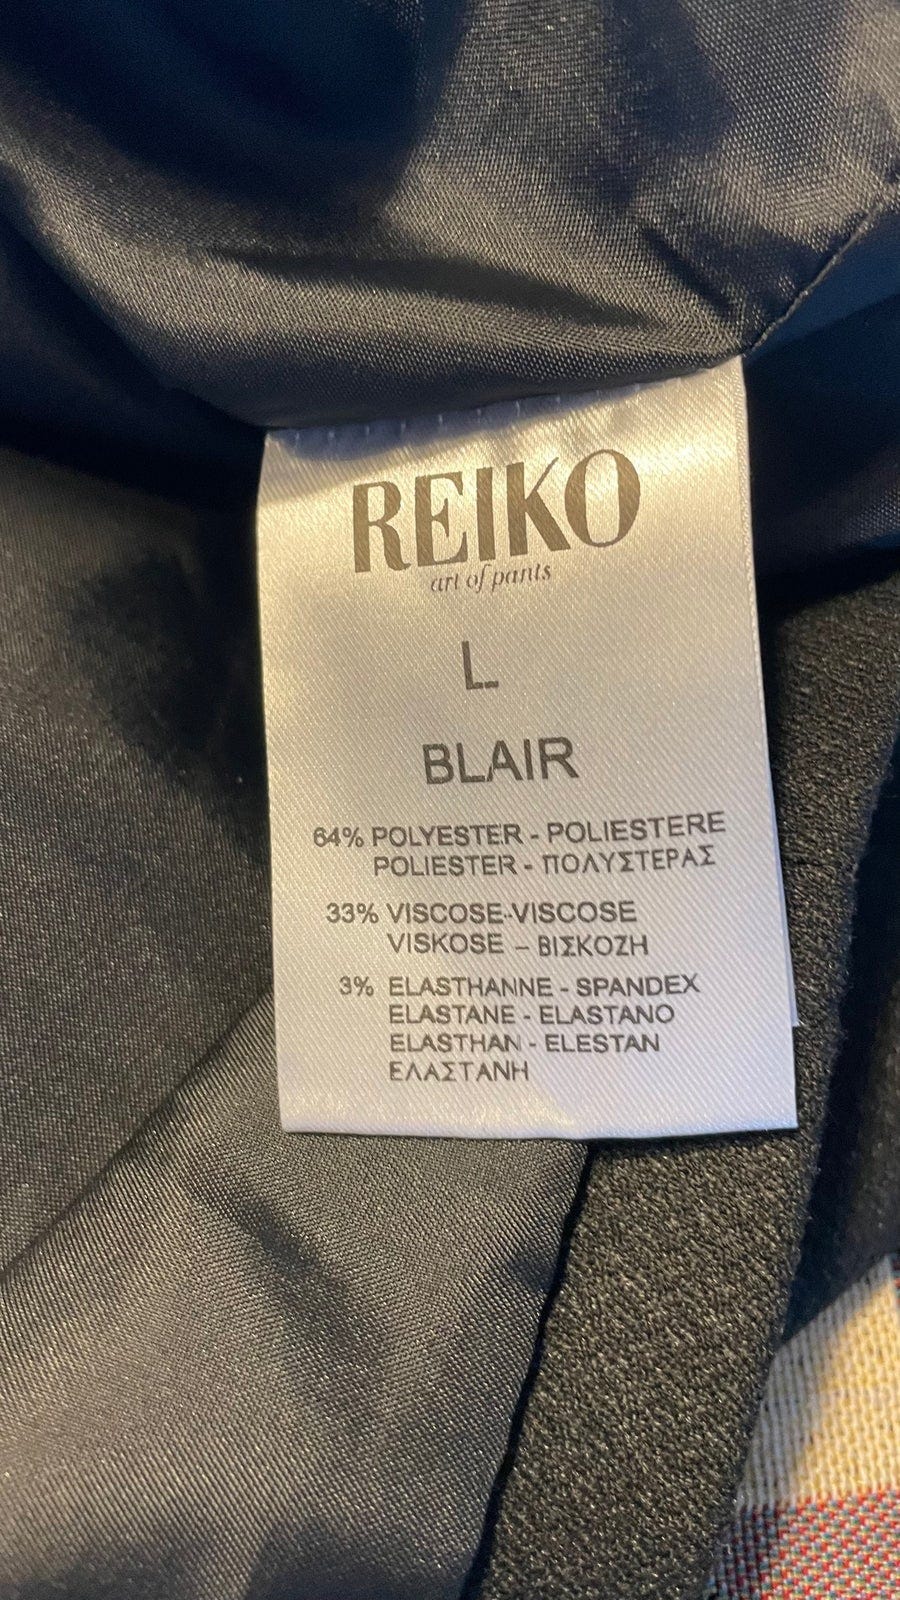 REIKO
art of pants
L
BLAIR
64% POLYESTER - POLIESTERE
POLIESTER - ΠΟΛΥΣΤΕΡΑΣ
33% VISCOSE-VISCOSE
VISKOSE – ΒΙΣΚΟΖΗ
3% ELASTHANNE - SPANDEX
ELASTANE - ELASTANO
ELASTHAN - ELESTAN
ΕΛΑΣΤΑΝΗ